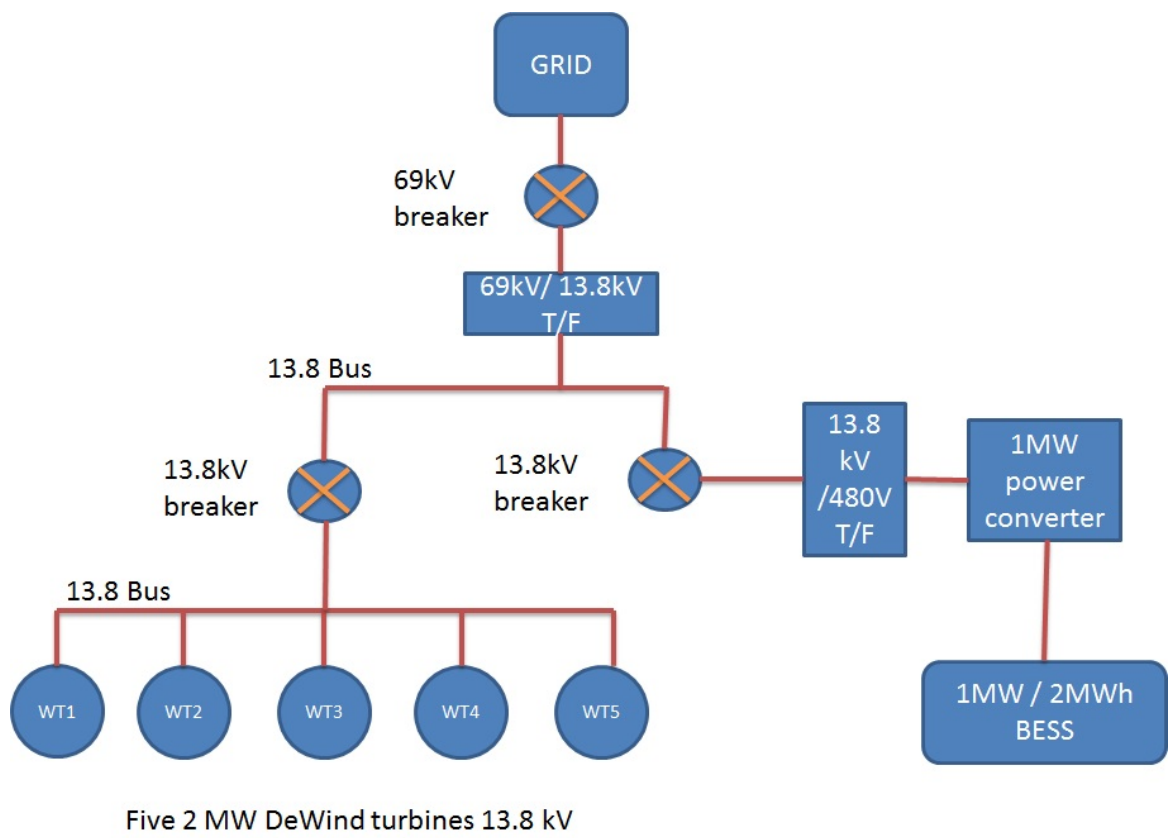 GRID
69kV
breaker
69kV/ 13.8kV
T/F
13.8 Bus
13.8kV
breaker
13.8kV
breaker
13.8
kV
/480V
T/F
1MW
power
converter
13.8 Bus
WT1
WT2
WT3
WT4
WT5
1MW / 2MWh
BESS
Five 2 MW DeWind turbines 13.8 kV